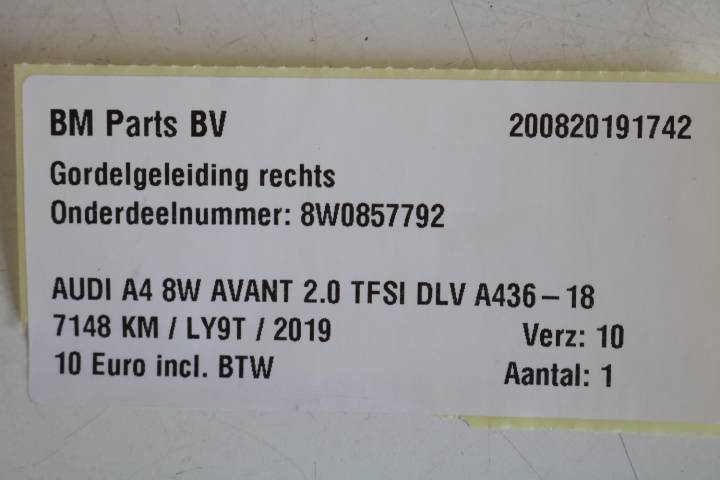 BM Parts BV 200820191742
Gordelgeleiding rechts
Onderdeelnummer: 8W0857792
AUDI A4 8W AVANT 2.0 TFSI DLV A436-18
7148 KM / LY9T / 2019 Verz: 10
10 Euro incl. BTW Aantal: 1